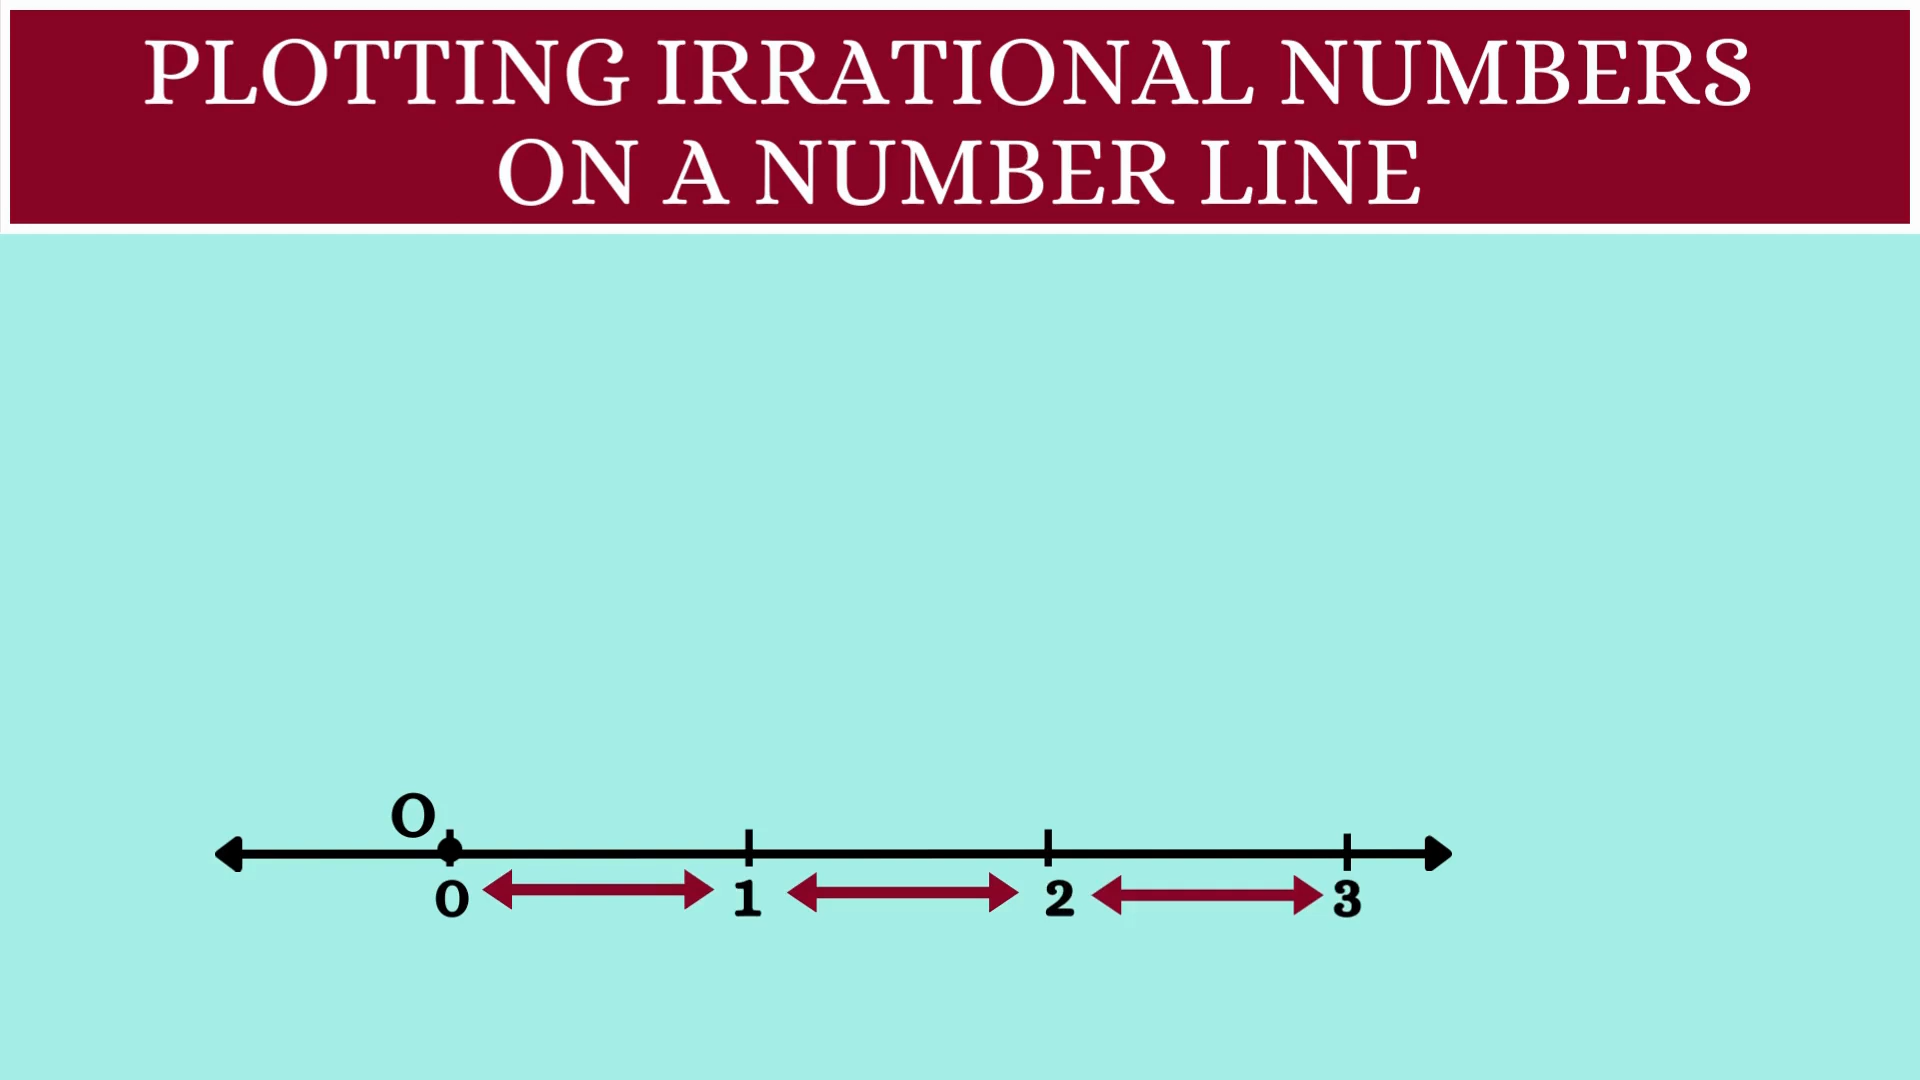 PLOTTING IRRATIONAL NUMBERS
ON A NUMBER LINE
O
0 1 2 3